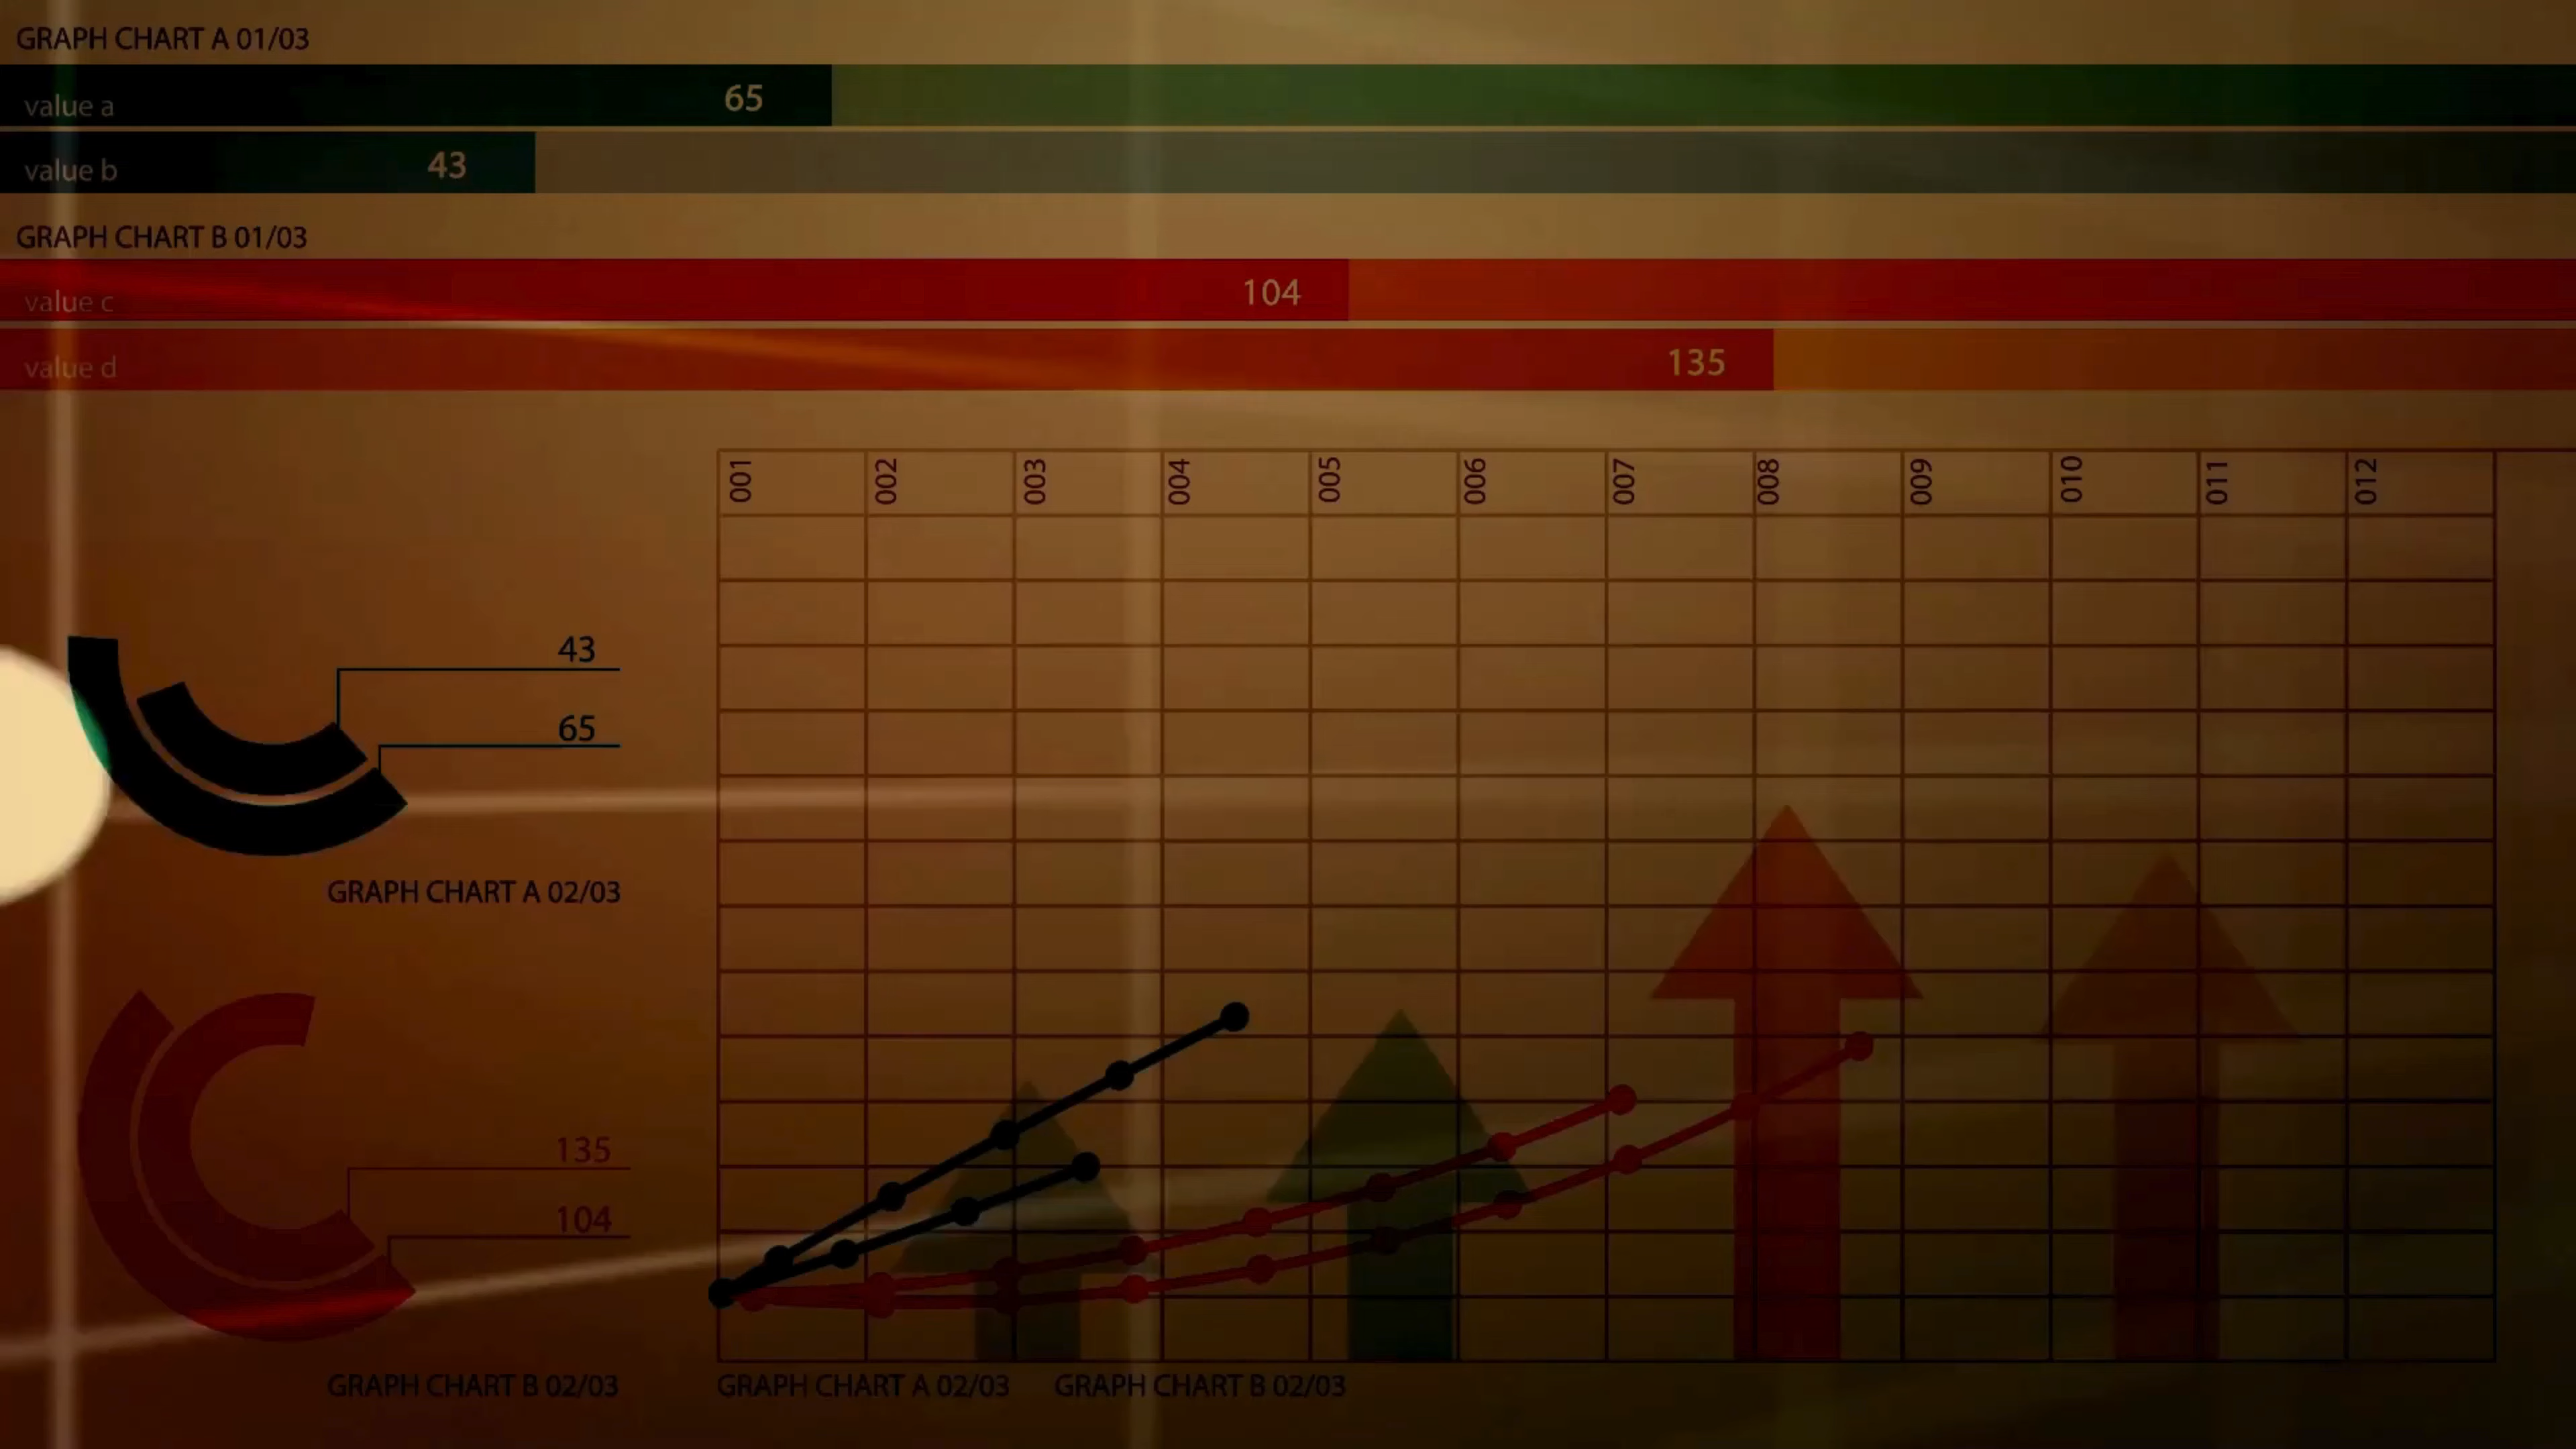 GRAPH CHART A 01/03
value a 65
value b 43
GRAPH CHART B 01/03
value c 104
value d 135
001 002 003 004 005 006 007 008 009 010 011 012
43
65
GRAPH CHART A 02/03
135
104
GRAPH CHART B 02/03
GRAPH CHART A 02/03 GRAPH CHART B 02/03